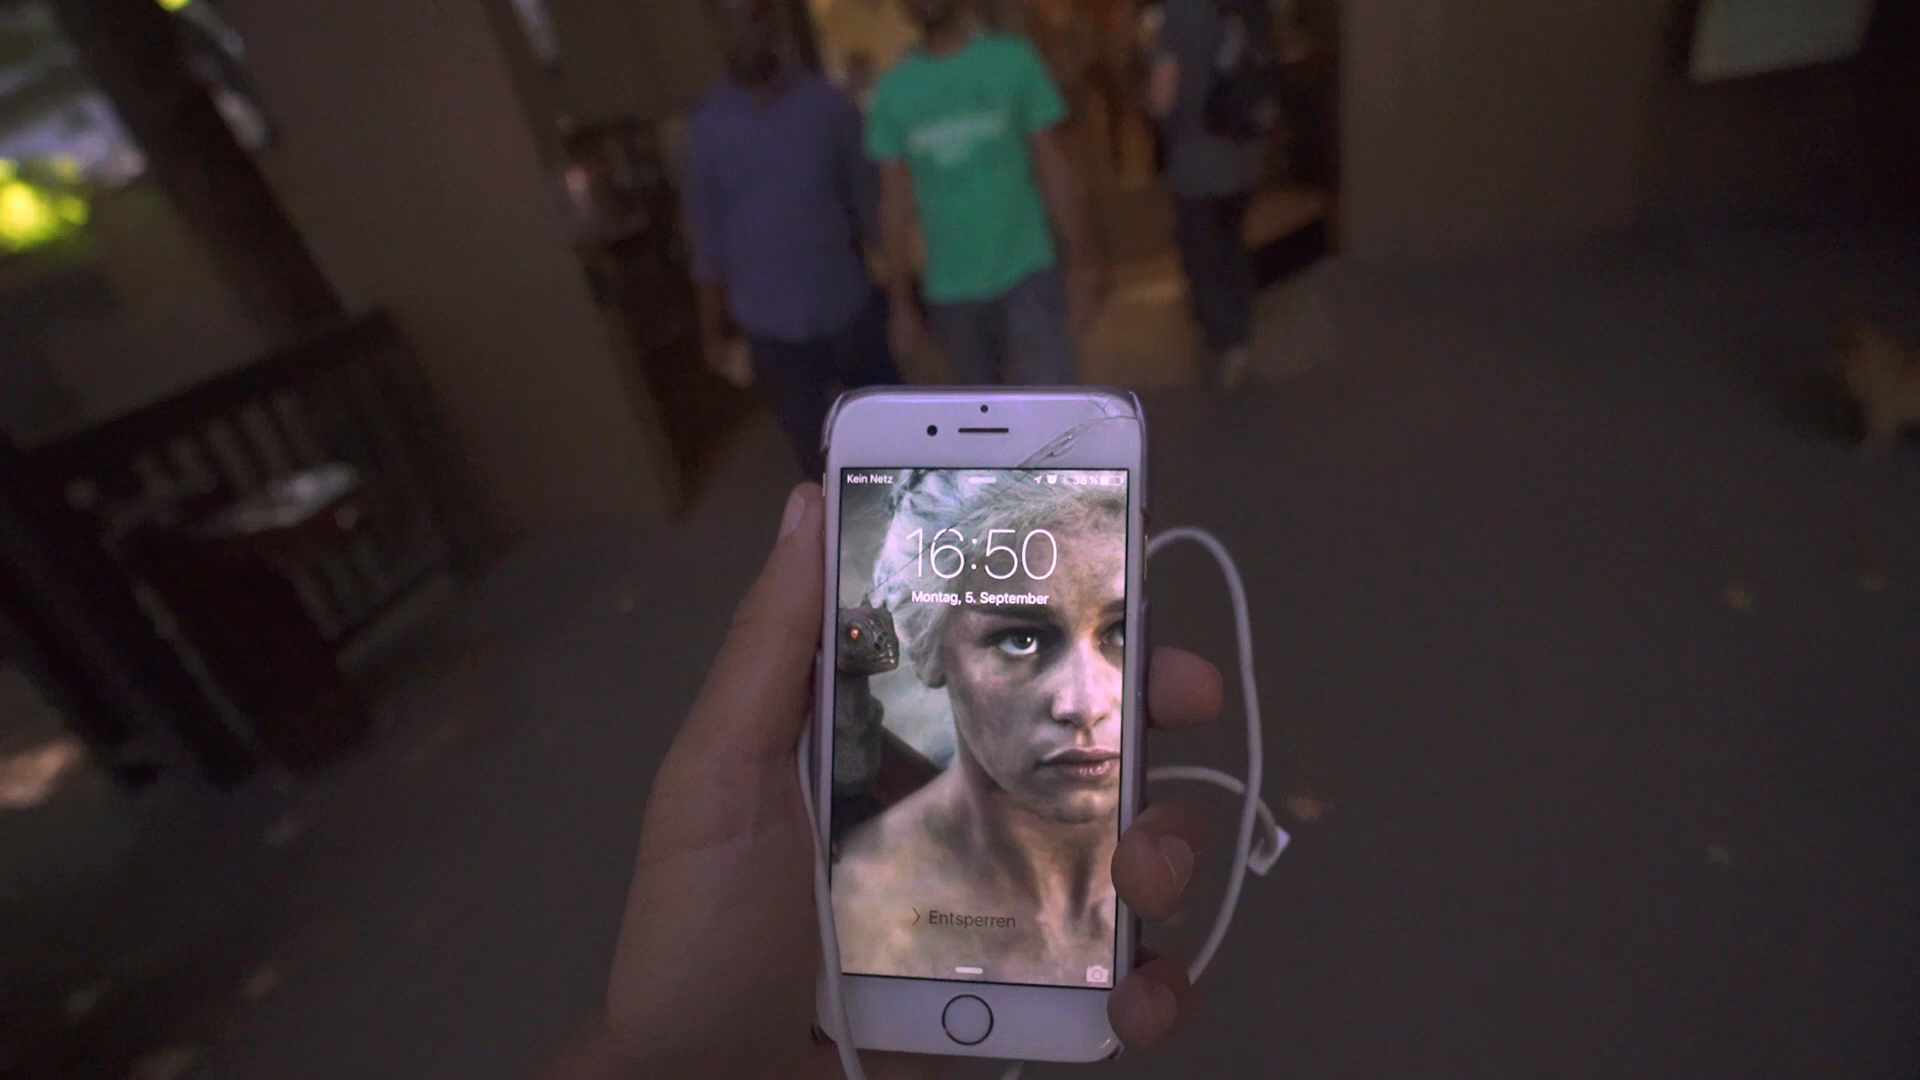 Kein Netz 38 %
16:50
Montag, 5. September
Entsperren